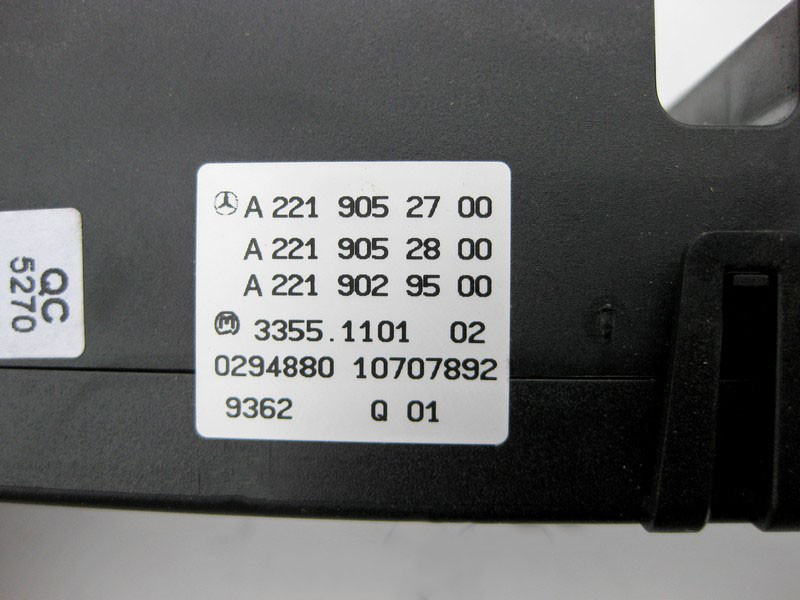 A 221 905 27 00
A 221 905 28 00
A 221 902 95 00
M 3355.1101 02
0294880 10707892
9362 Q 01
QC
5270